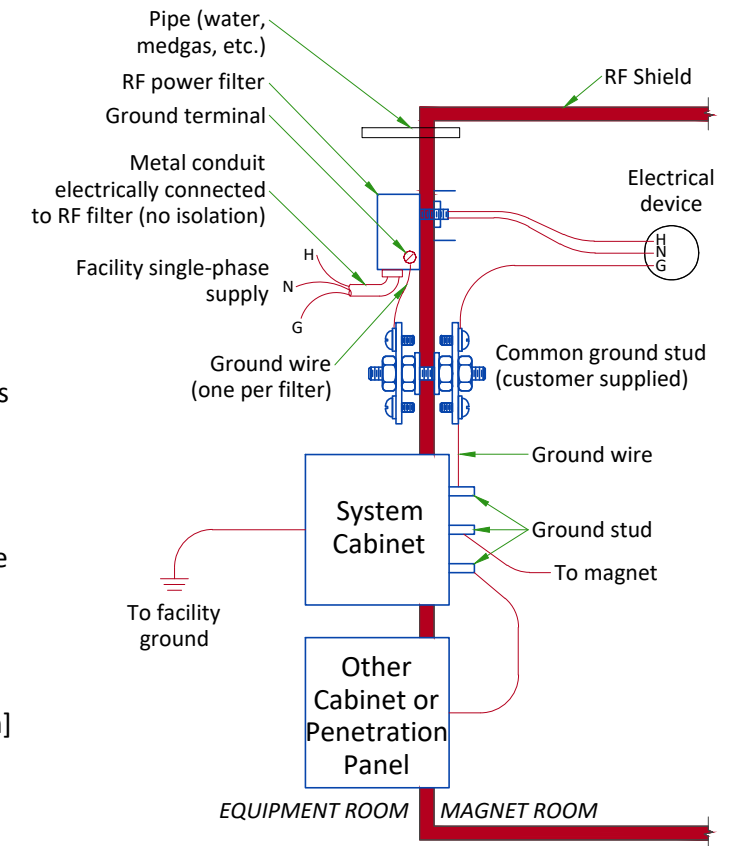 Pipe (water,
medgas, etc.)
RF power filter
Ground terminal
Metal conduit
electrically connected
to RF filter (no isolation)
Facility single-phase
supply
H
N
G
RF Shield
Electrical
device
H
N
G
Ground wire
(one per filter)
Common ground stud
(customer supplied)
s
Ground wire
System
Cabinet
Ground stud
e
To magnet
To facility
ground
Other
Cabinet or
Penetration
Panel
]
EQUIPMENT ROOM
MAGNET ROOM